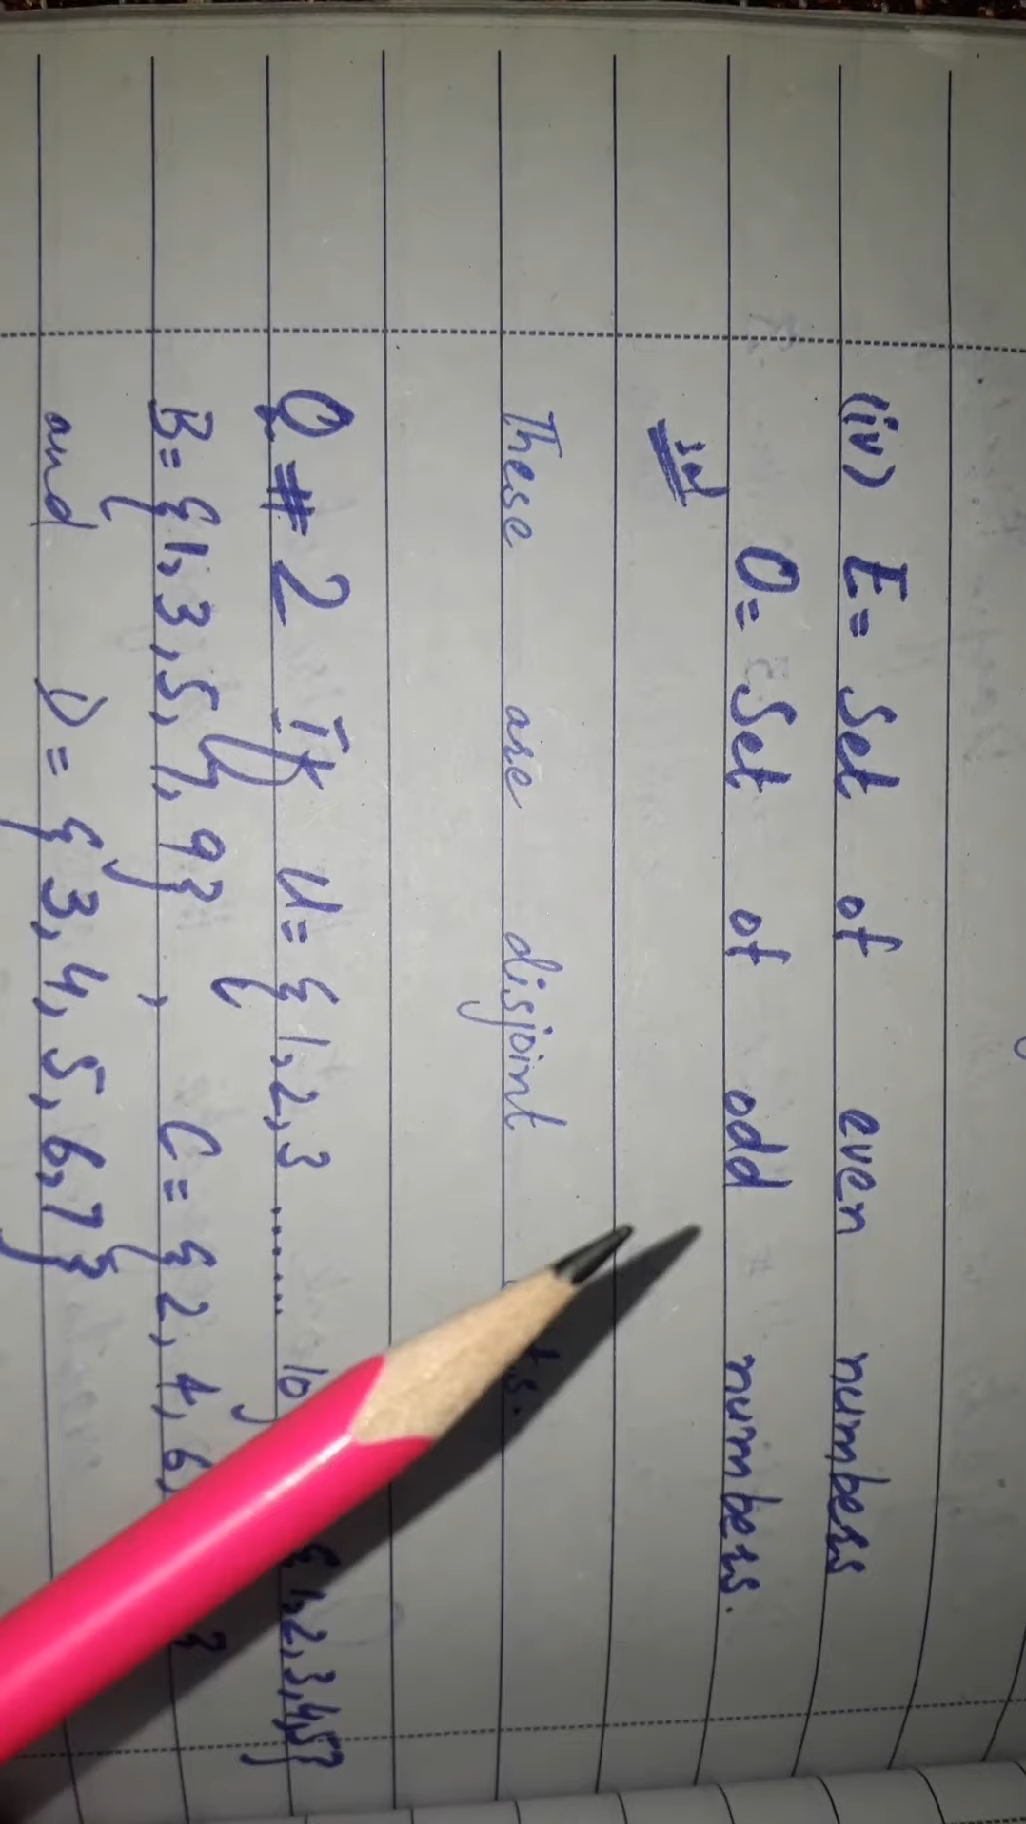 (iv) E = Set of even numbers
O = Set of odd numbers.
Sol
These are disjoint
Q # 2 If U = {1, 2, 3 ....... 10 {1, 2, 3, 4, 5}
B = {1, 3, 5, 7, 9} , C = { 2, 4, 6, }
and D = { 3, 4, 5, 6, 7}